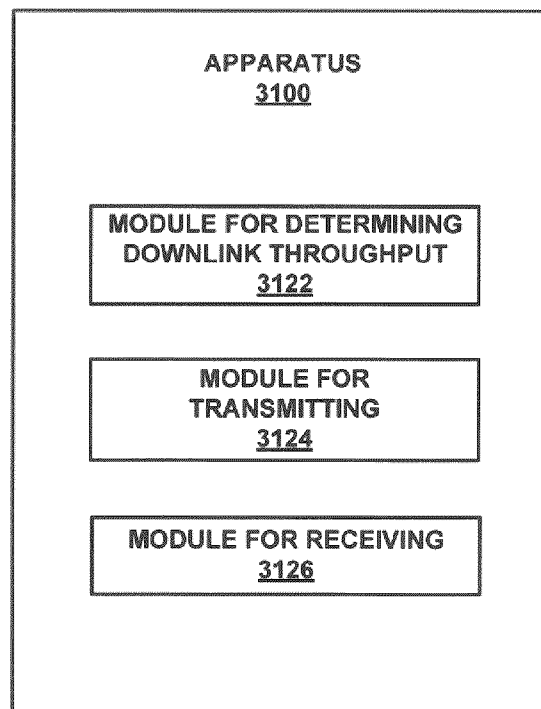 APPARATUS
3100
MODULE FOR DETERMINING
DOWNLINK THROUGHPUT
3122
MODULE FOR
TRANSMITTING
3124
MODULE FOR RECEIVING
3126